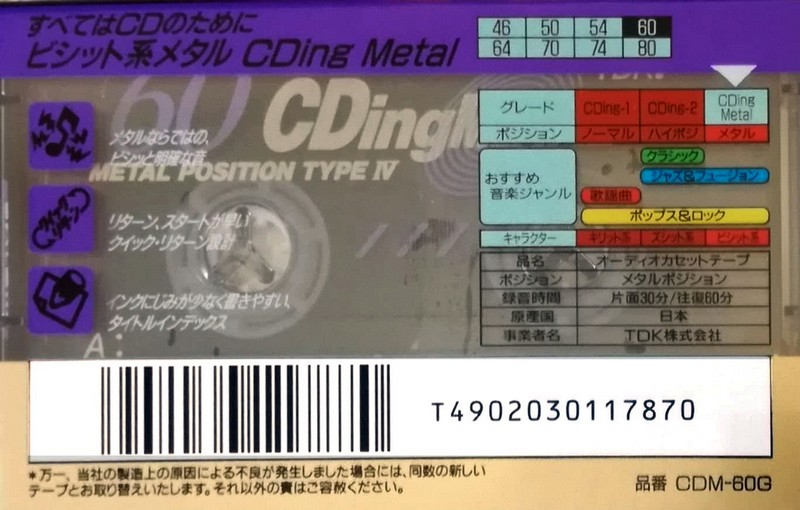 すべてはCDのために
ビシット系メタル CDing Metal
46 50 54 60
64 70 74 80
60 CDing
TDK
METAL POSITION TYPE IV
メタルならではの、
ビシッと明確な音
クイックリターン
リターン、スタートが早い
クイック・リターン設計
インクにじみが少なく書きやすい、
タイトルインデックス
A:
グレード CDing-1 CDing-2 CDing Metal
ポジション ノーマル ハイポジ メタル
おすすめ
音楽ジャンル
クラシック
ジャズ&フュージョン
歌謡曲
ポップス&ロック
キャラクター キリット系 ズシット系 ビシット系
品名 オーディオカセットテープ
ポジション メタルポジション
録音時間 片面30分/往復60分
原産国 日本
事業者名 TDK株式会社
T4902030117870
*万一、当社の製造上の原因による不良が発生しました場合には、同数の新しい
テープとお取り替えいたします。それ以外の責はご容赦ください。
品番 CDM-60G